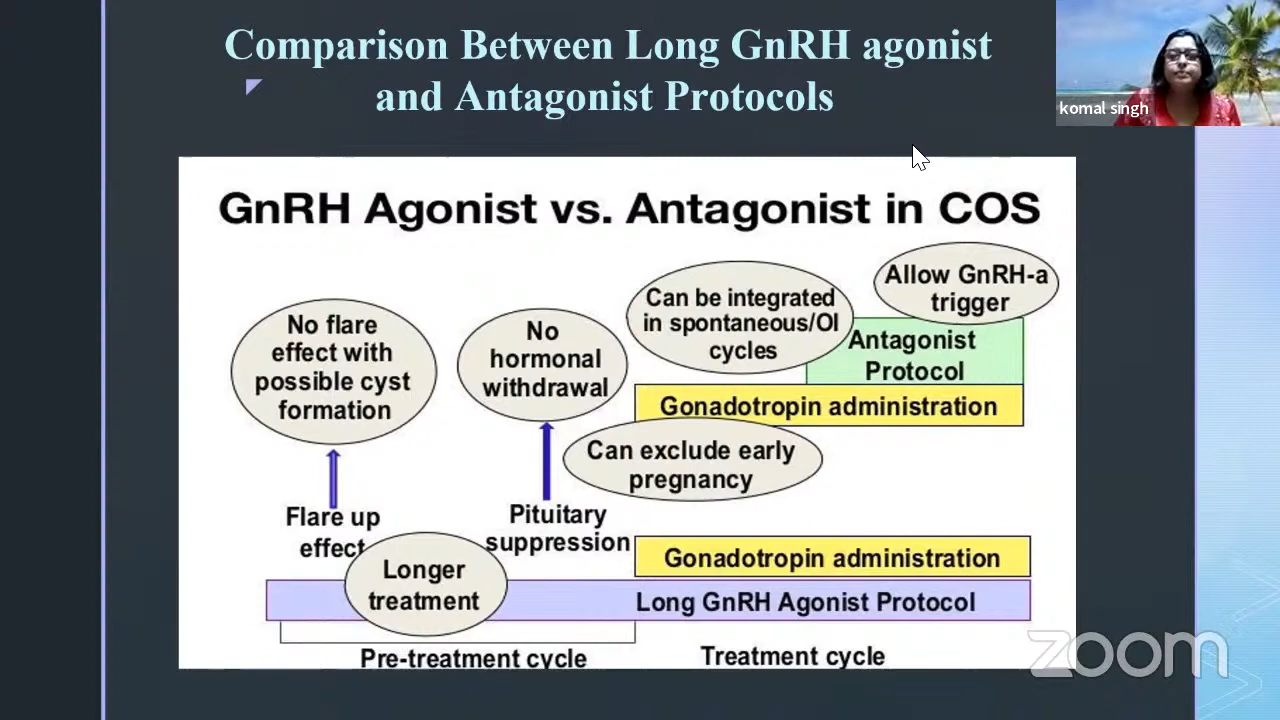 Comparison Between Long GnRH agonist
and Antagonist Protocols
komal singh
GnRH Agonist vs. Antagonist in COS
Allow GnRH-a
trigger
Can be integrated
in spontaneous/OI
cycles
No flare
effect with
possible cyst
formation
No
hormonal
withdrawal
Antagonist
Protocol
Gonadotropin administration
Can exclude early
pregnancy
Flare up
effect
Pituitary
suppression
Longer
treatment
Gonadotropin administration
Long GnRH Agonist Protocol
Pre-treatment cycle
Treatment cycle
zoom